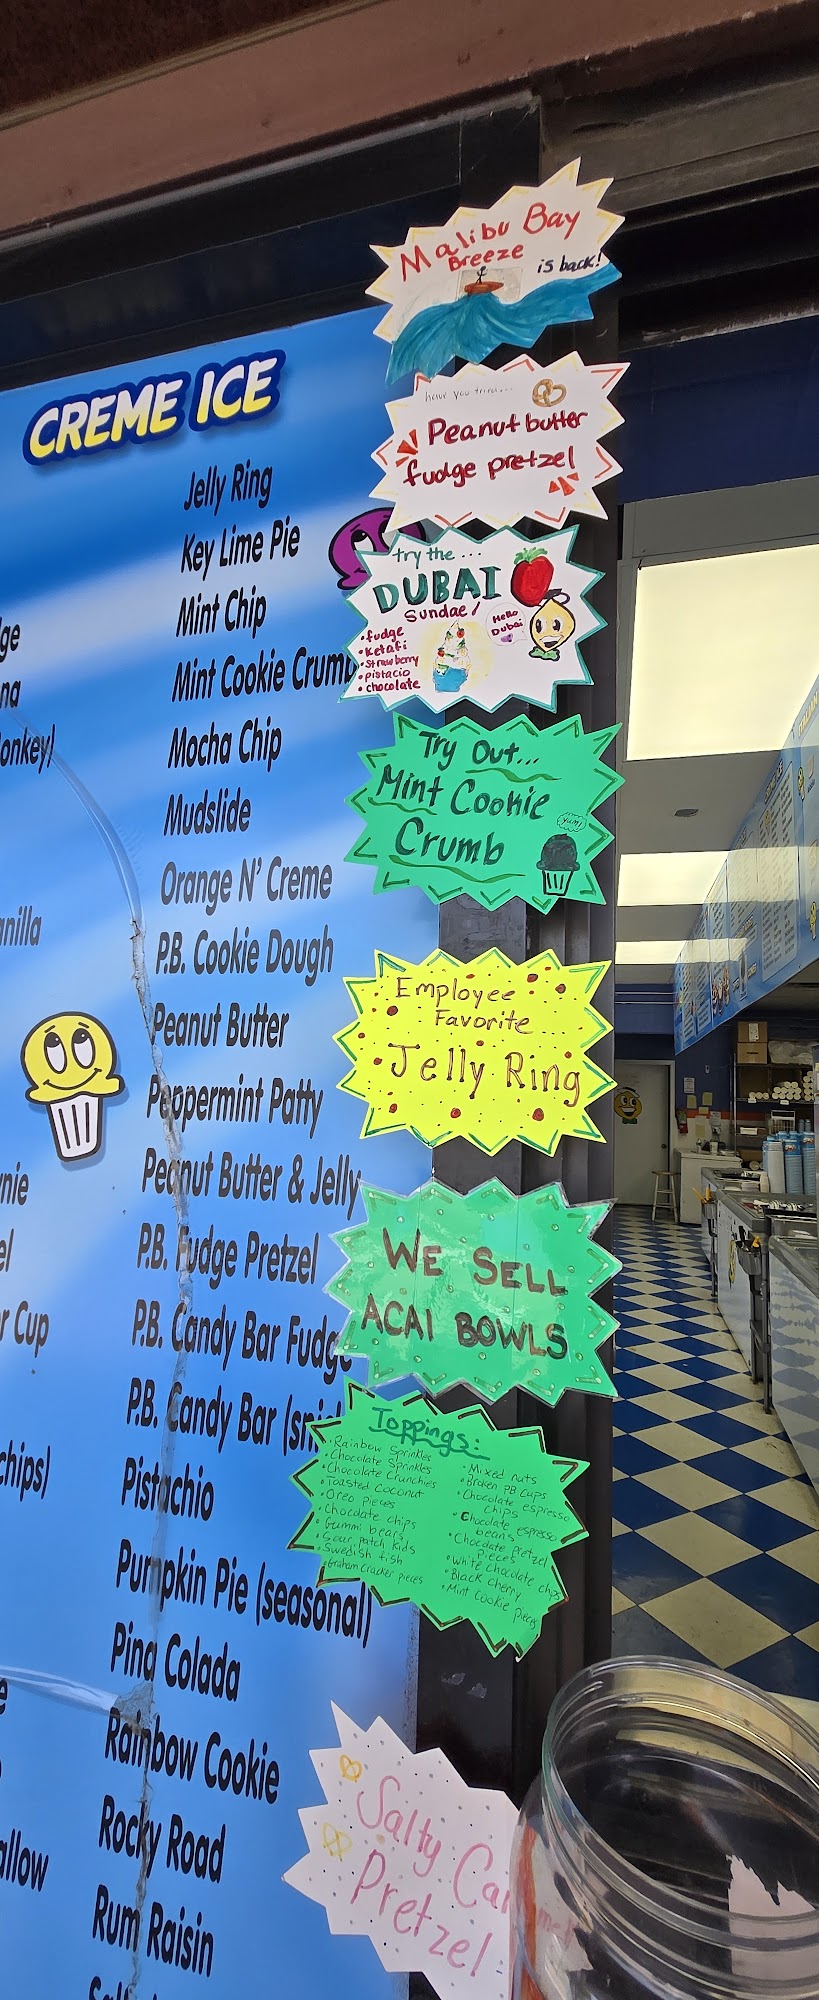 CREME ICE
Jelly Ring
Key Lime Pie
Mint Chip
Mint Cookie Crumb
Mocha Chip
Mudslide
Orange N' Creme
P.B. Cookie Dough
Peanut Butter
Peppermint Patty
Peanut Butter & Jelly
P.B. Fudge Pretzel
P.B. Candy Bar Fudge
P.B. Candy Bar
Pistachio
Pumpkin Pie (seasonal)
Pina Colada
Rainbow Cookie
Rocky Road
Rum Raisin
Cup
chips)
Malibu Bay
Breeze
is back!
have you tried...
Peanut butter
fudge pretzel
try the...
DUBAI
Sundae!
• fudge
• Ketafi
• Strawberry
• pistacio
• chocolate
Hello
Dubai
Try Out...
Mint Cookie
Crumb
yum!
Employee
Favorite
Jelly Ring
WE SELL
ACAI BOWLS
Toppings:
• Rainbow Sprinkles
• Chocolate Sprinkles
• Chocolate Crunchies
• Toasted Coconut
• Oreo pieces
• Chocolate chips
• Gummi bears
• Sour patch kids
• Swedish fish
• Graham cracker pieces
• Mixed nuts
• Broken PB Cups
• Chocolate espresso
chips
• Chocolate espresso
beans
• Chocolate pretzel
pieces
• White chocolate chips
• Black cherry
• Mint Cookie pieces
Salty Caramel
Pretzel